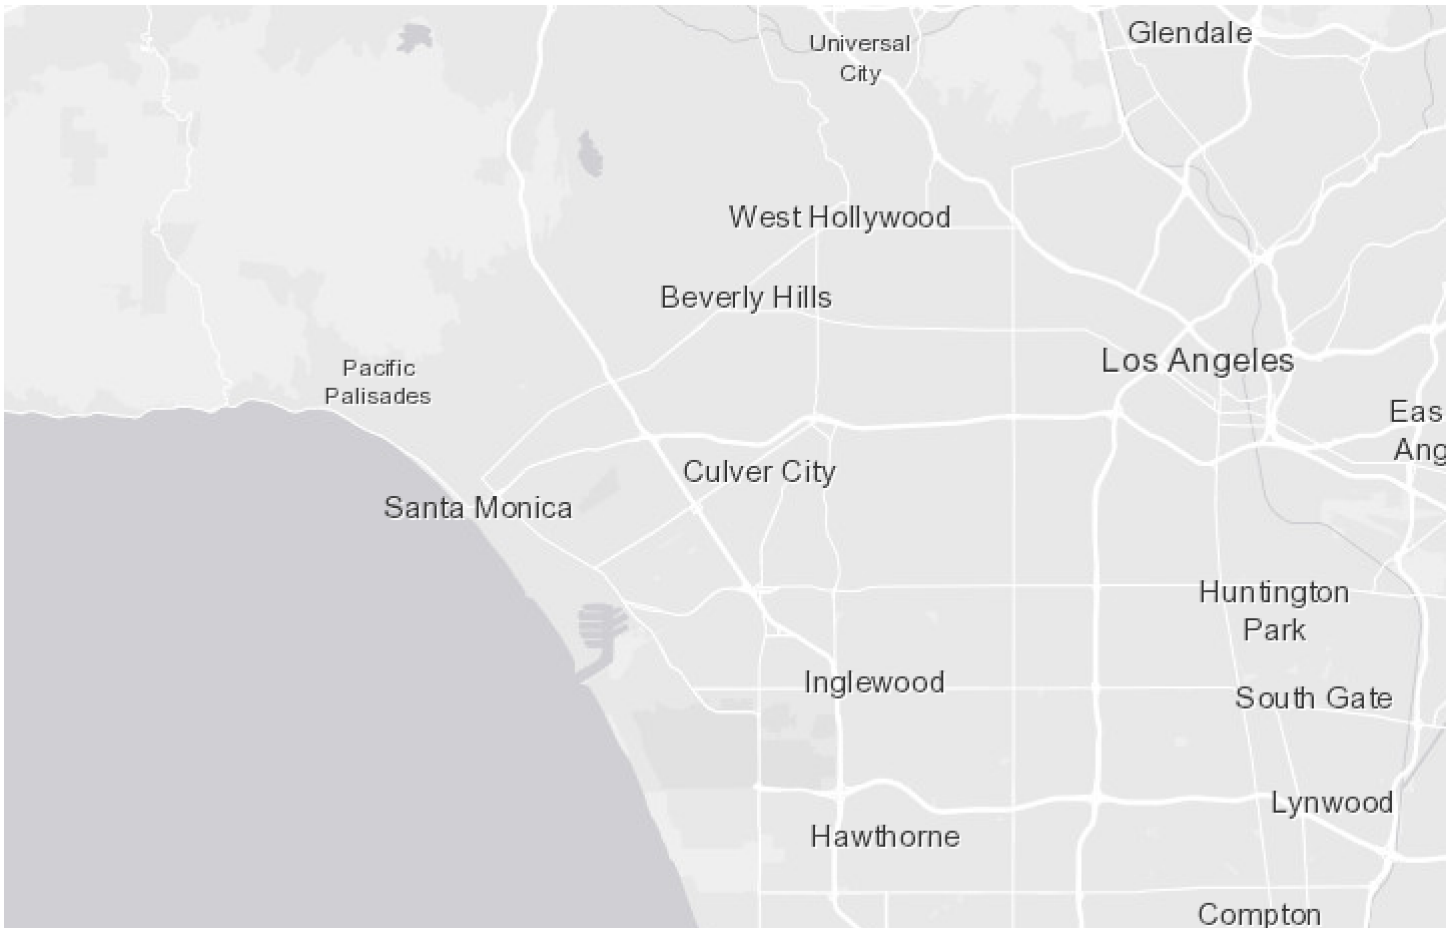 Glendale
Universal
City
West Hollywood
Beverly Hills
Los Angeles
Pacific
Palisades
Eas
Ang
Culver City
Santa Monica
Huntington
Park
Inglewood
South Gate
Lynwood
Hawthorne
Compton